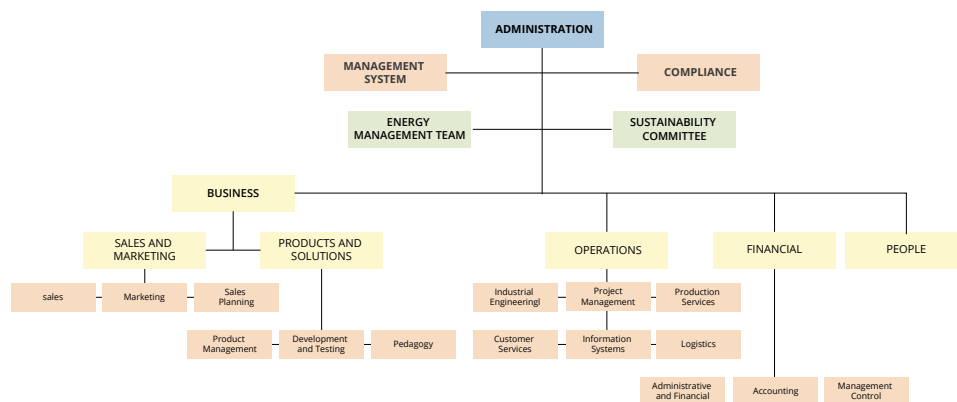 ADMINISTRATION
MANAGEMENT
SYSTEM
COMPLIANCE
ENERGY
MANAGEMENT TEAM
SUSTAINABILITY
COMMITTEE
BUSINESS
SALES AND
MARKETING
PRODUCTS AND
SOLUTIONS
OPERATIONS
FINANCIAL
PEOPLE
sales
Marketing
Sales
Planning
Industrial
Engineeringl
Project
Management
Production
Services
Product
Management
Development
and Testing
Pedagogy
Customer
Services
Information
Systems
Logistics
Administrative
and Financial
Accounting
Management
Control